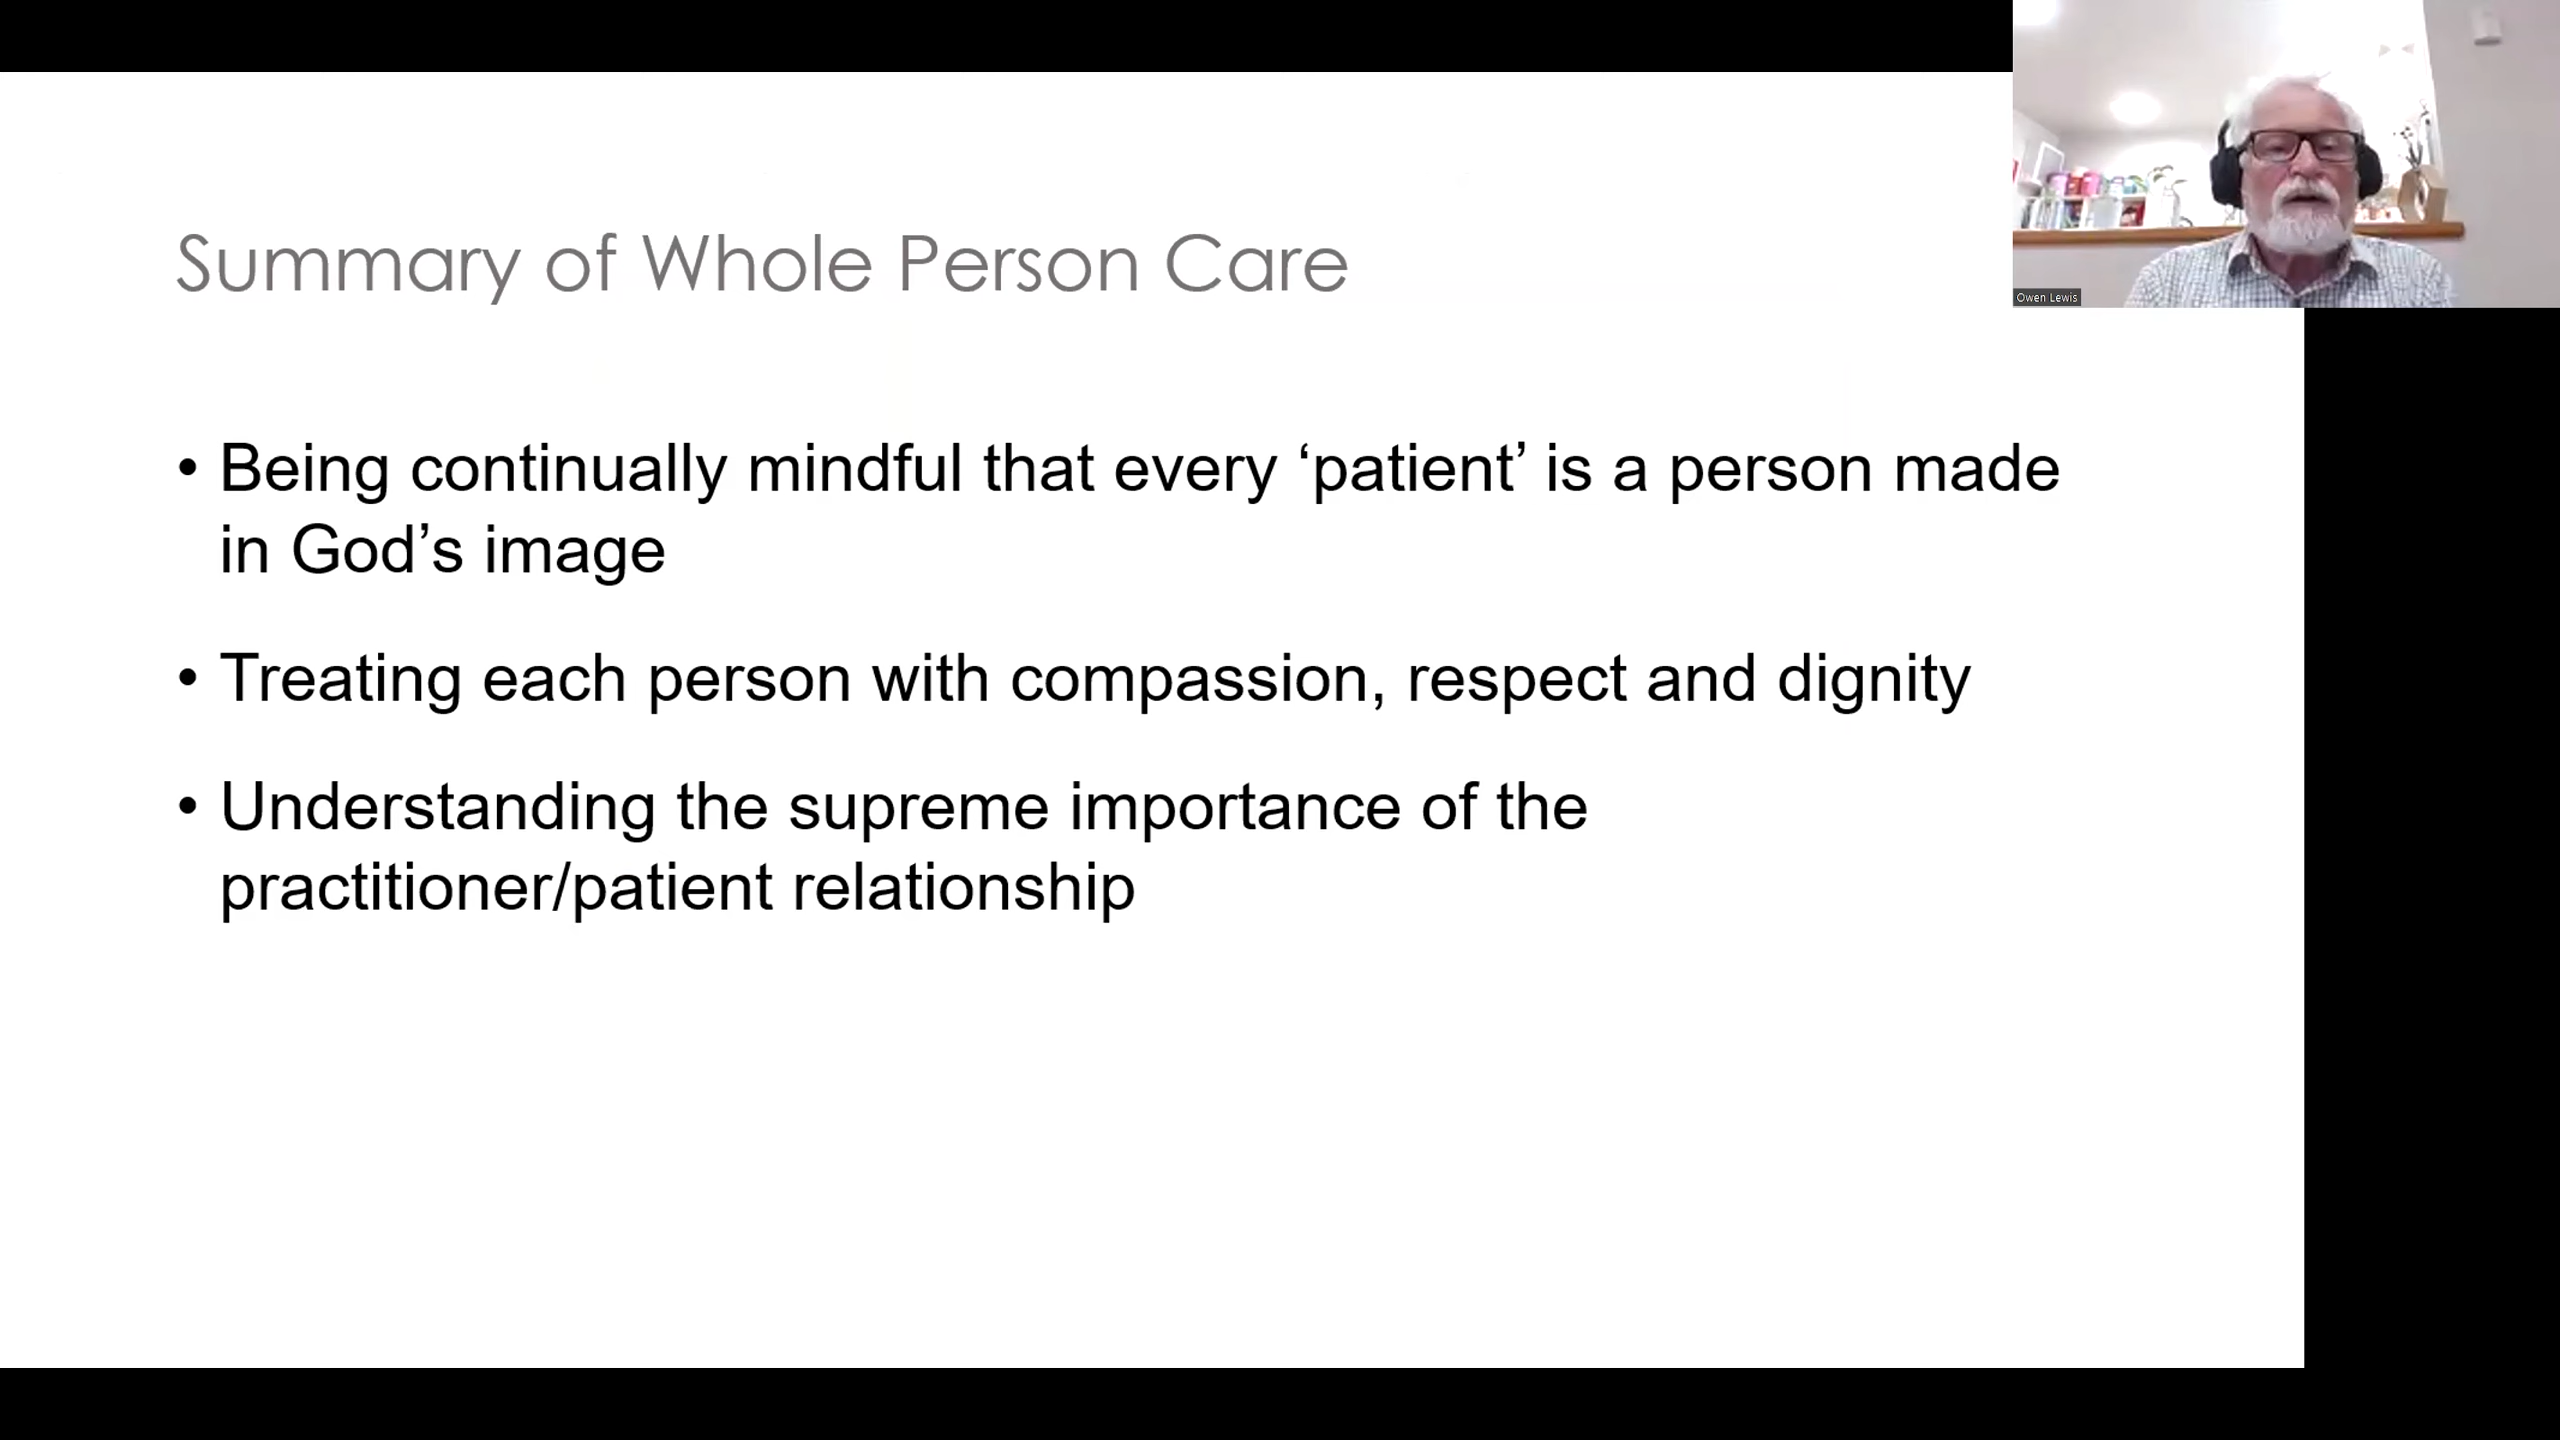 Summary of Whole Person Care
Owen Lewis
• Being continually mindful that every ‘patient’ is a person made
in God’s image
• Treating each person with compassion, respect and dignity
• Understanding the supreme importance of the
practitioner/patient relationship